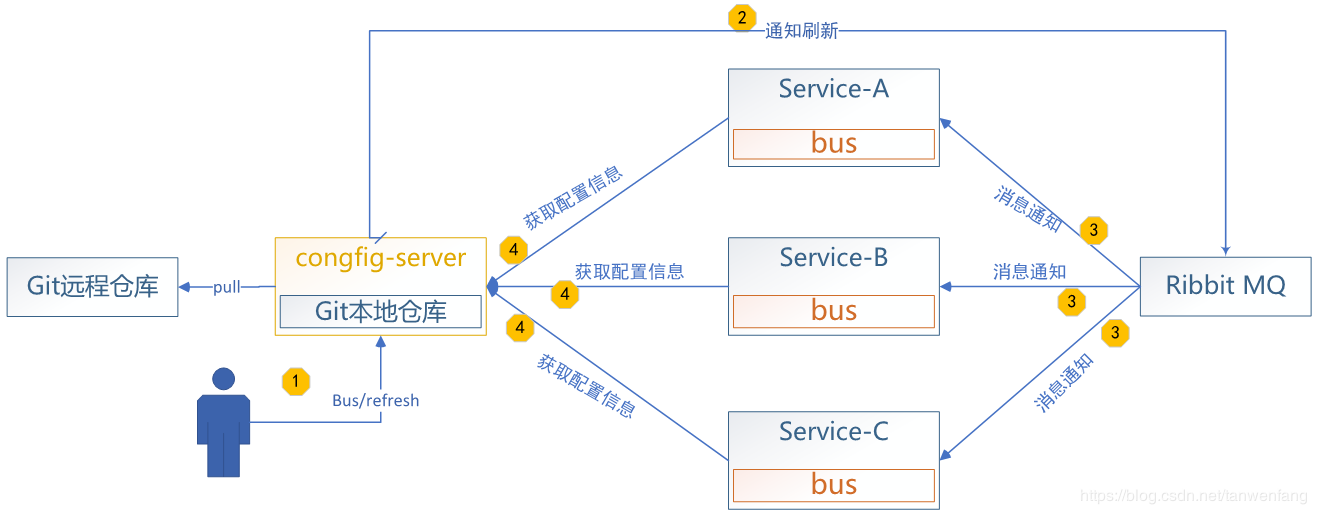 2
通知刷新
Service-A
bus
获取配置信息
消息通知
3
4
congfig-server
Git本地仓库
Git远程仓库
pull
获取配置信息
4
Service-B
bus
消息通知
3
Ribbit MQ
4
获取配置信息
3
消息通知
1
Bus/refresh
Service-C
bus
https://blog.csdn.net/tanwenfang